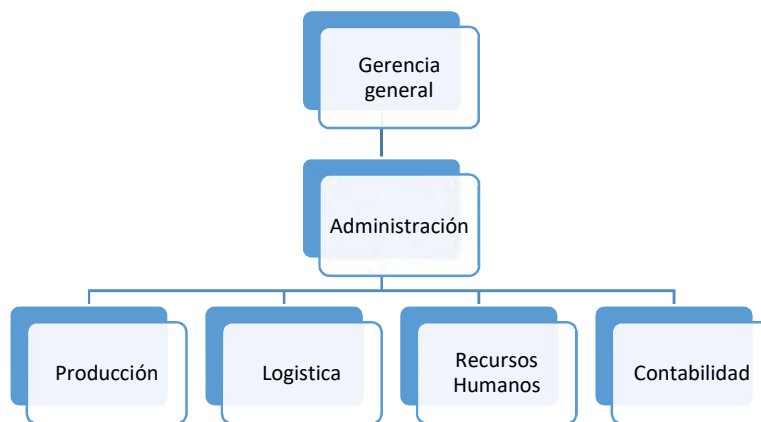 Gerencia
general
Administración
Producción
Logistica
Recursos
Humanos
Contabilidad